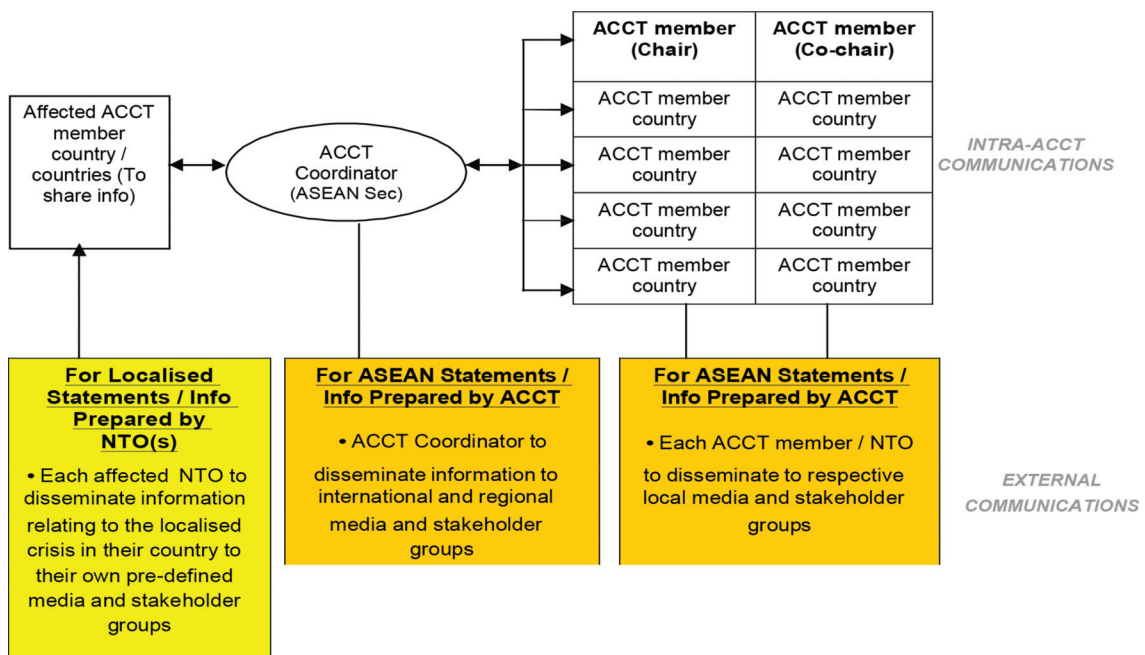 Affected ACCT
member
country /
countries (To
share info)
ACCT
Coordinator
(ASEAN Sec)
ACCT member
(Chair)
ACCT member
(Co-chair)
ACCT member
country
ACCT member
country
ACCT member
country
ACCT member
country
ACCT member
country
ACCT member
country
ACCT member
country
ACCT member
country
INTRA-ACCT
COMMUNICATIONS
For Localised
Statements / Info
Prepared by
NTO(s)
• Each affected NTO to
disseminate information
relating to the localised
crisis in their country to
their own pre-defined
media and stakeholder
groups
For ASEAN Statements /
Info Prepared by ACCT
• ACCT Coordinator to
disseminate information to
international and regional
media and stakeholder
groups
For ASEAN Statements /
Info Prepared by ACCT
• Each ACCT member / NTO
to disseminate to respective
local media and stakeholder
groups
EXTERNAL
COMMUNICATIONS